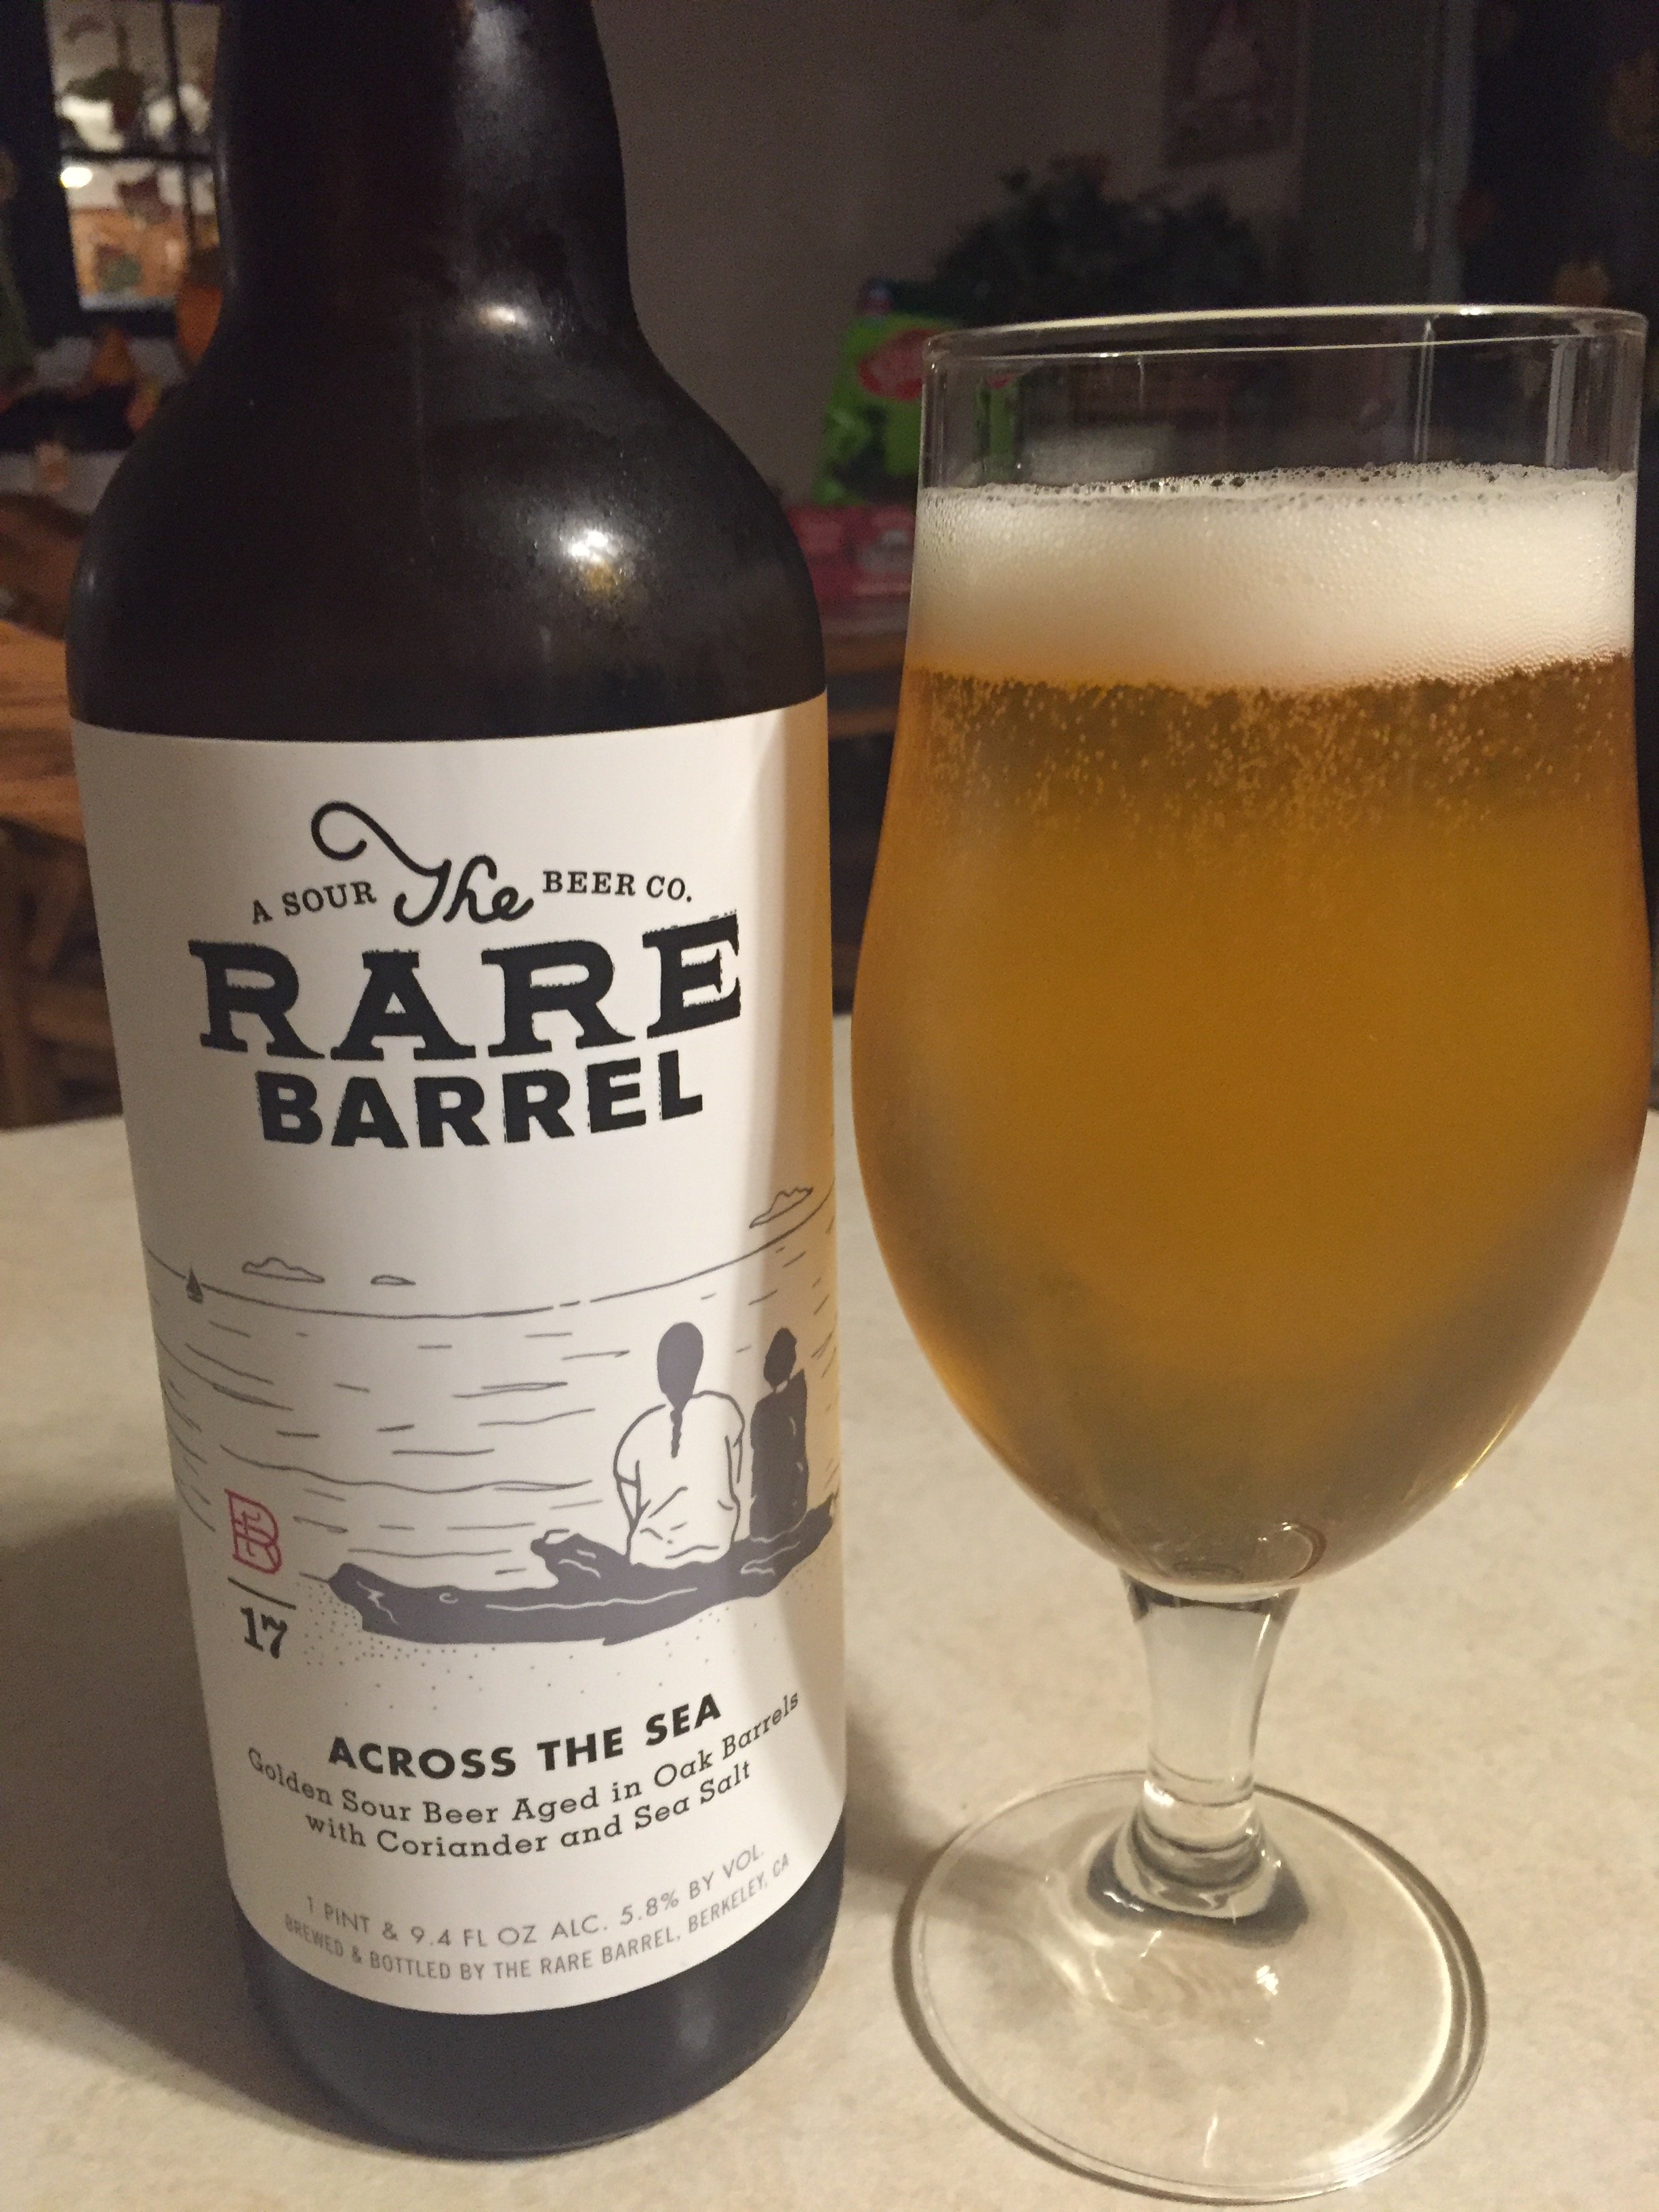 A SOUR The BEER CO.
RARE
BARREL
B
/
17
ACROSS THE SEA
Golden Sour Beer Aged in Oak Barrels
with Coriander and Sea Salt
1 PINT & 9.4 FL OZ ALC. 5.8% BY VOL.
BREWED & BOTTLED BY THE RARE BARREL, BERKELEY, CA